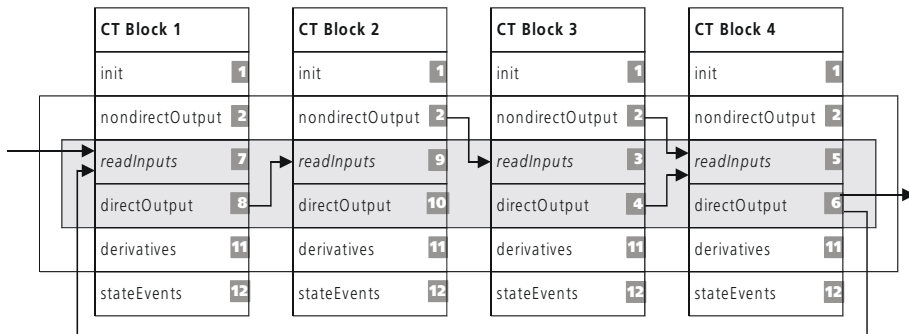 CT Block 1 CT Block 2 CT Block 3 CT Block 4
init 1 init 1 init 1 init 1
nondirectOutput 2 nondirectOutput 2 nondirectOutput 2 nondirectOutput 2
readInputs 7 readInputs 9 readInputs 3 readInputs 5
directOutput 8 directOutput 10 directOutput 4 directOutput 6
derivatives 11 derivatives 11 derivatives 11 derivatives 11
stateEvents 12 stateEvents 12 stateEvents 12 stateEvents 12